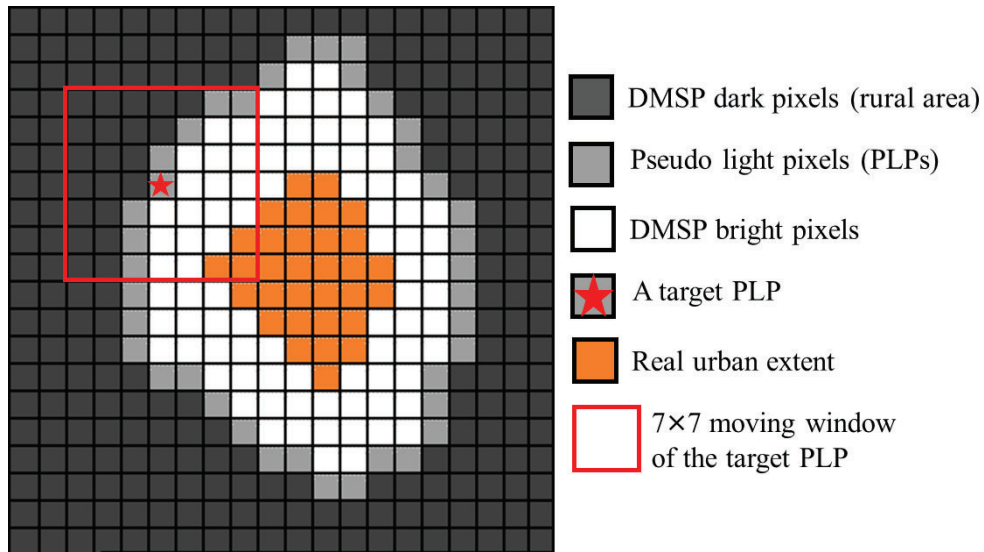 DMSP dark pixels (rural area)
Pseudo light pixels (PLPs)
DMSP bright pixels
A target PLP
Real urban extent
7×7 moving window
of the target PLP